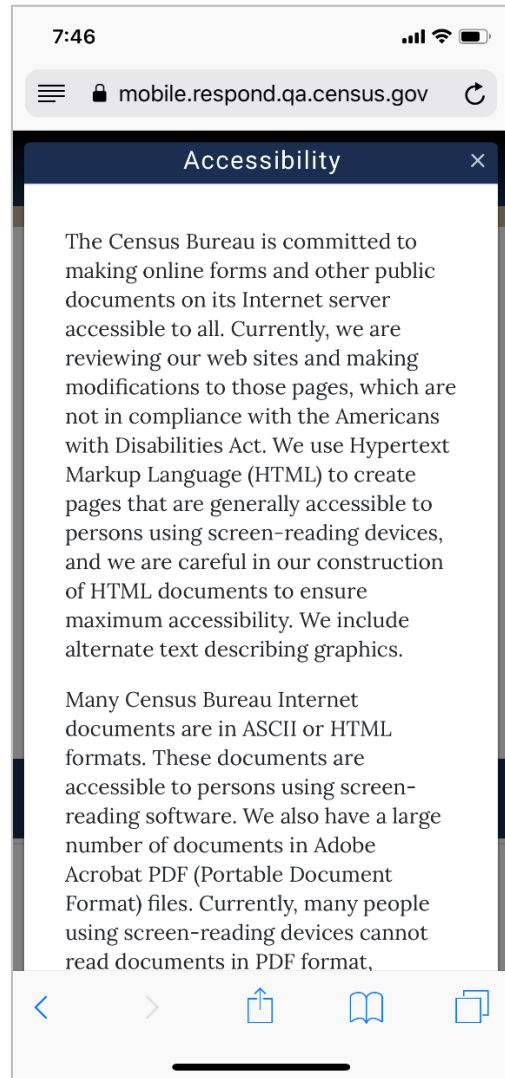 7:46
mobile.respond.qa.census.gov
Accessibility
The Census Bureau is committed to
making online forms and other public
documents on its Internet server
accessible to all. Currently, we are
reviewing our web sites and making
modifications to those pages, which are
not in compliance with the Americans
with Disabilities Act. We use Hypertext
Markup Language (HTML) to create
pages that are generally accessible to
persons using screen-reading devices,
and we are careful in our construction
of HTML documents to ensure
maximum accessibility. We include
alternate text describing graphics.
Many Census Bureau Internet
documents are in ASCII or HTML
formats. These documents are
accessible to persons using screen-
reading software. We also have a large
number of documents in Adobe
Acrobat PDF (Portable Document
Format) files. Currently, many people
using screen-reading devices cannot
read documents in PDF format,